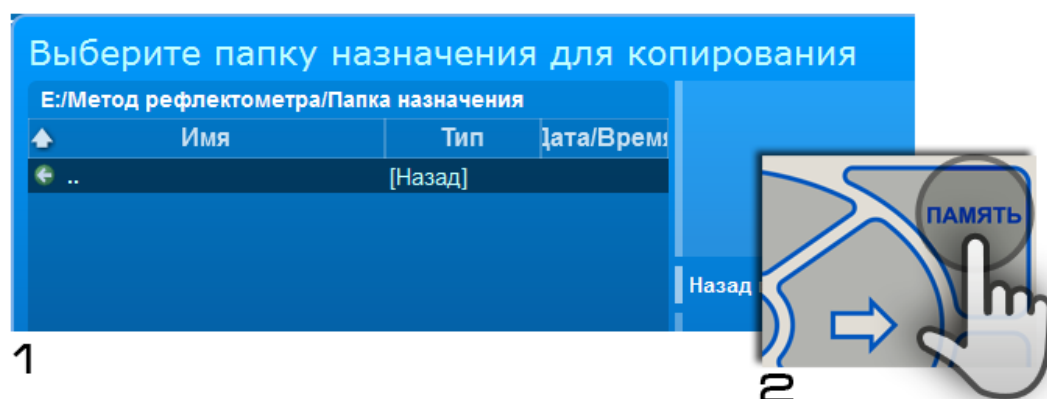 Выберите папку назначения для копирования
E:/Метод рефлектометра/Папка назначения
Имя Тип Дата/Время
.. [Назад]
Назад
ПАМЯТЬ
1
2